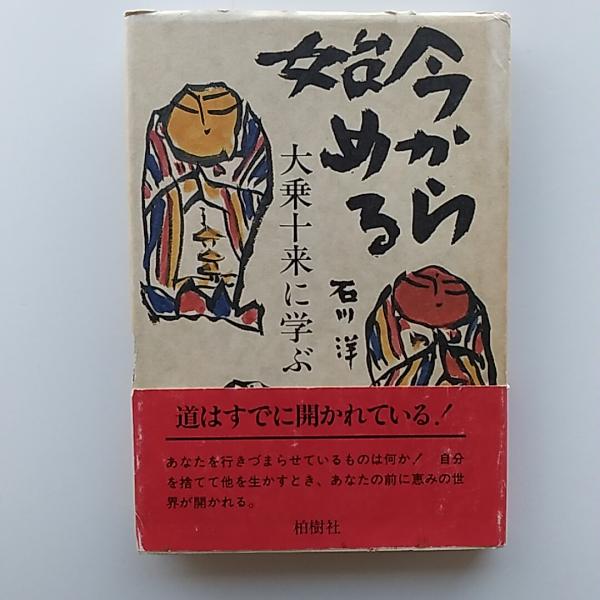 今から
始める
大乗十来に学ぶ
石川 洋
道はすでに開かれている！
あなたを行きづまらせているものは何か！　自分
を捨てて他を生かすとき、あなたの前に恵みの世
界が開かれる。
柏樹社